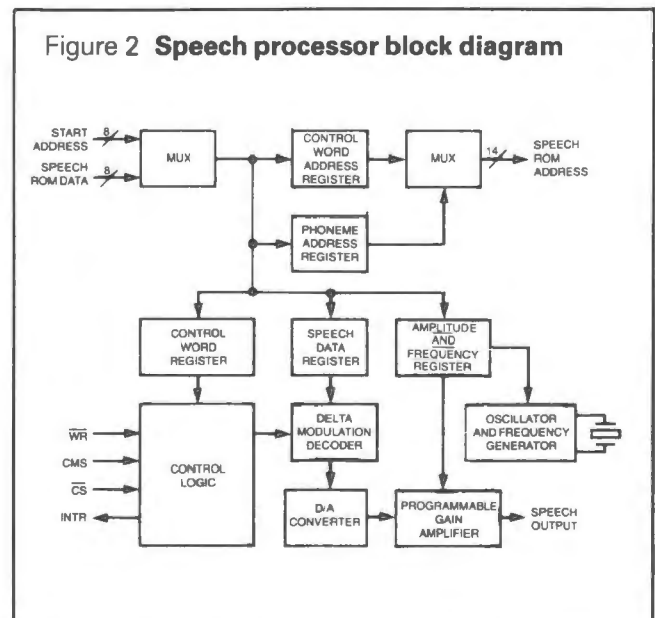 Figure 2 Speech processor block diagram
START
ADDRESS
8
SPEECH
ROM DATA
8
MUX
CONTROL
WORD
ADDRESS
REGISTER
MUX
14
SPEECH
ROM
ADDRESS
PHONEME
ADDRESS
REGISTER
CONTROL
WORD
REGISTER
SPEECH
DATA
REGISTER
AMPLITUDE
AND
FREQUENCY
REGISTER
OSCILLATOR
AND FREQUENCY
GENERATOR
WR
CMS
CS
INTR
CONTROL
LOGIC
DELTA
MODULATION
DECODER
D/A
CONVERTER
PROGRAMMABLE
GAIN
AMPLIFIER
SPEECH
OUTPUT